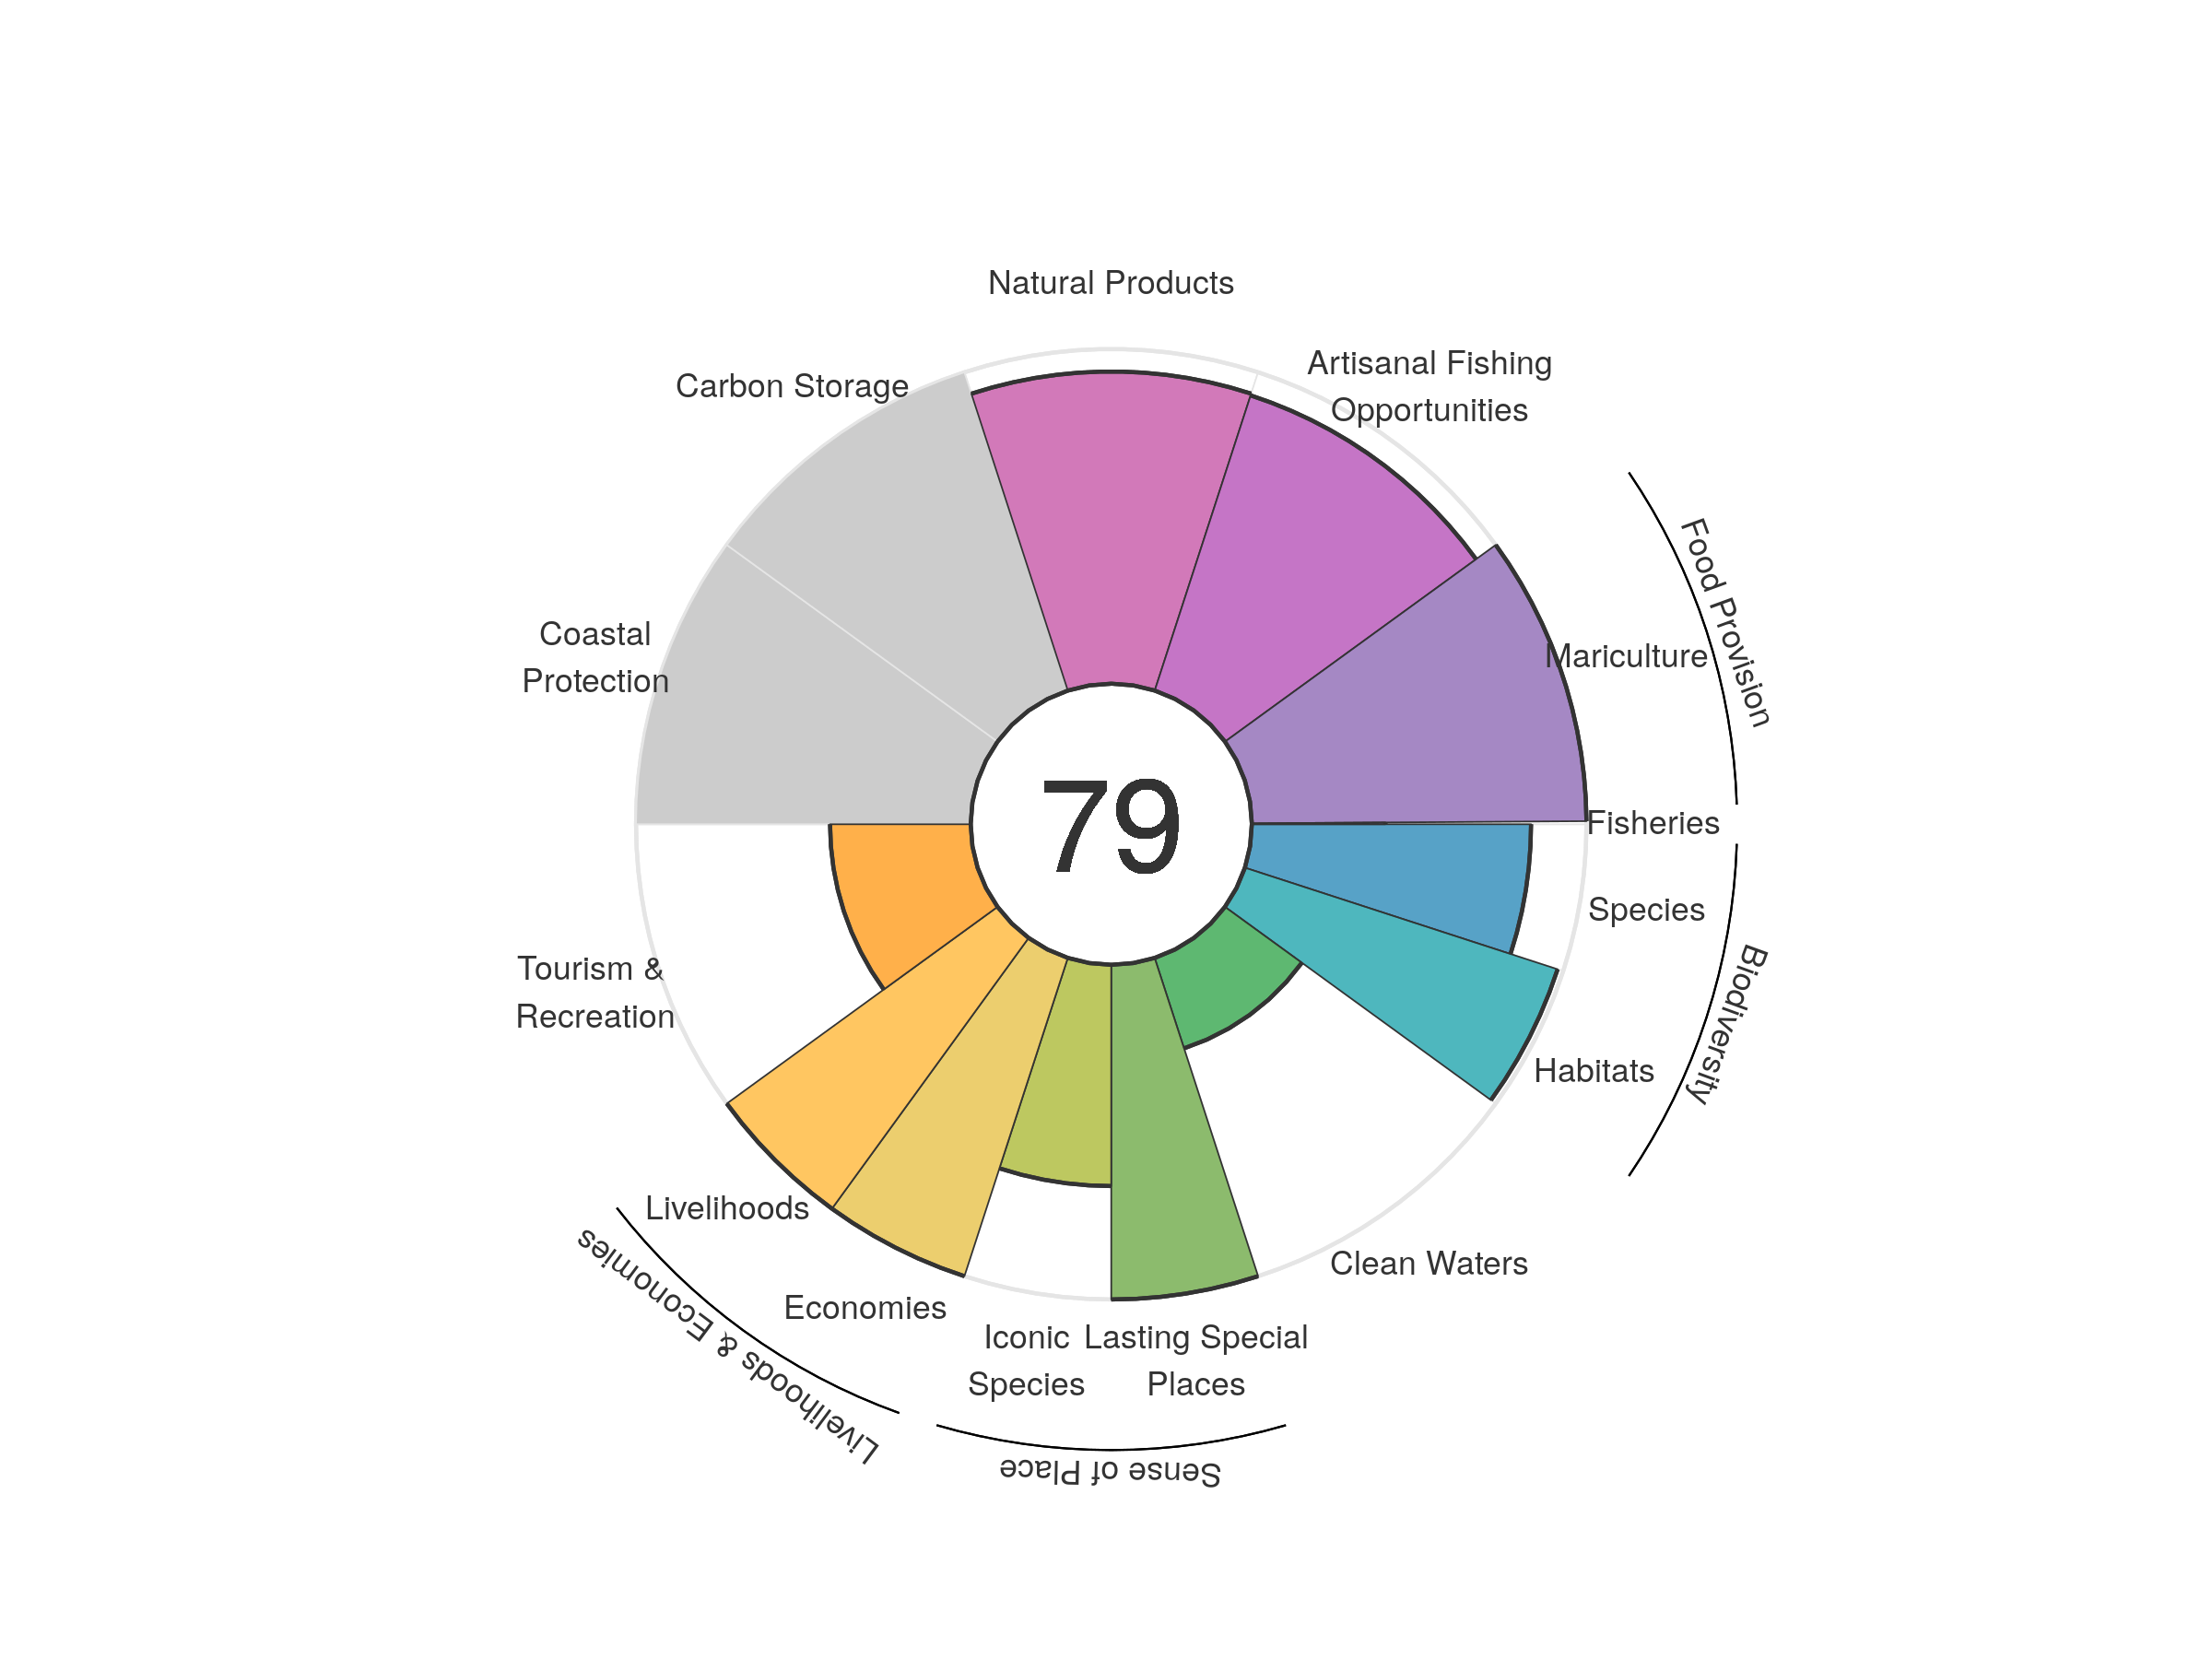 Natural Products
Artisanal Fishing
Opportunities
Carbon Storage
Food Provision
Coastal
Protection
Mariculture
79
Fisheries
Species
Biodiversity
Tourism &
Recreation
Habitats
Livelihoods
Clean Waters
Economies
Livelihoods & Economies
Iconic
Species
Lasting Special
Places
Sense of Place